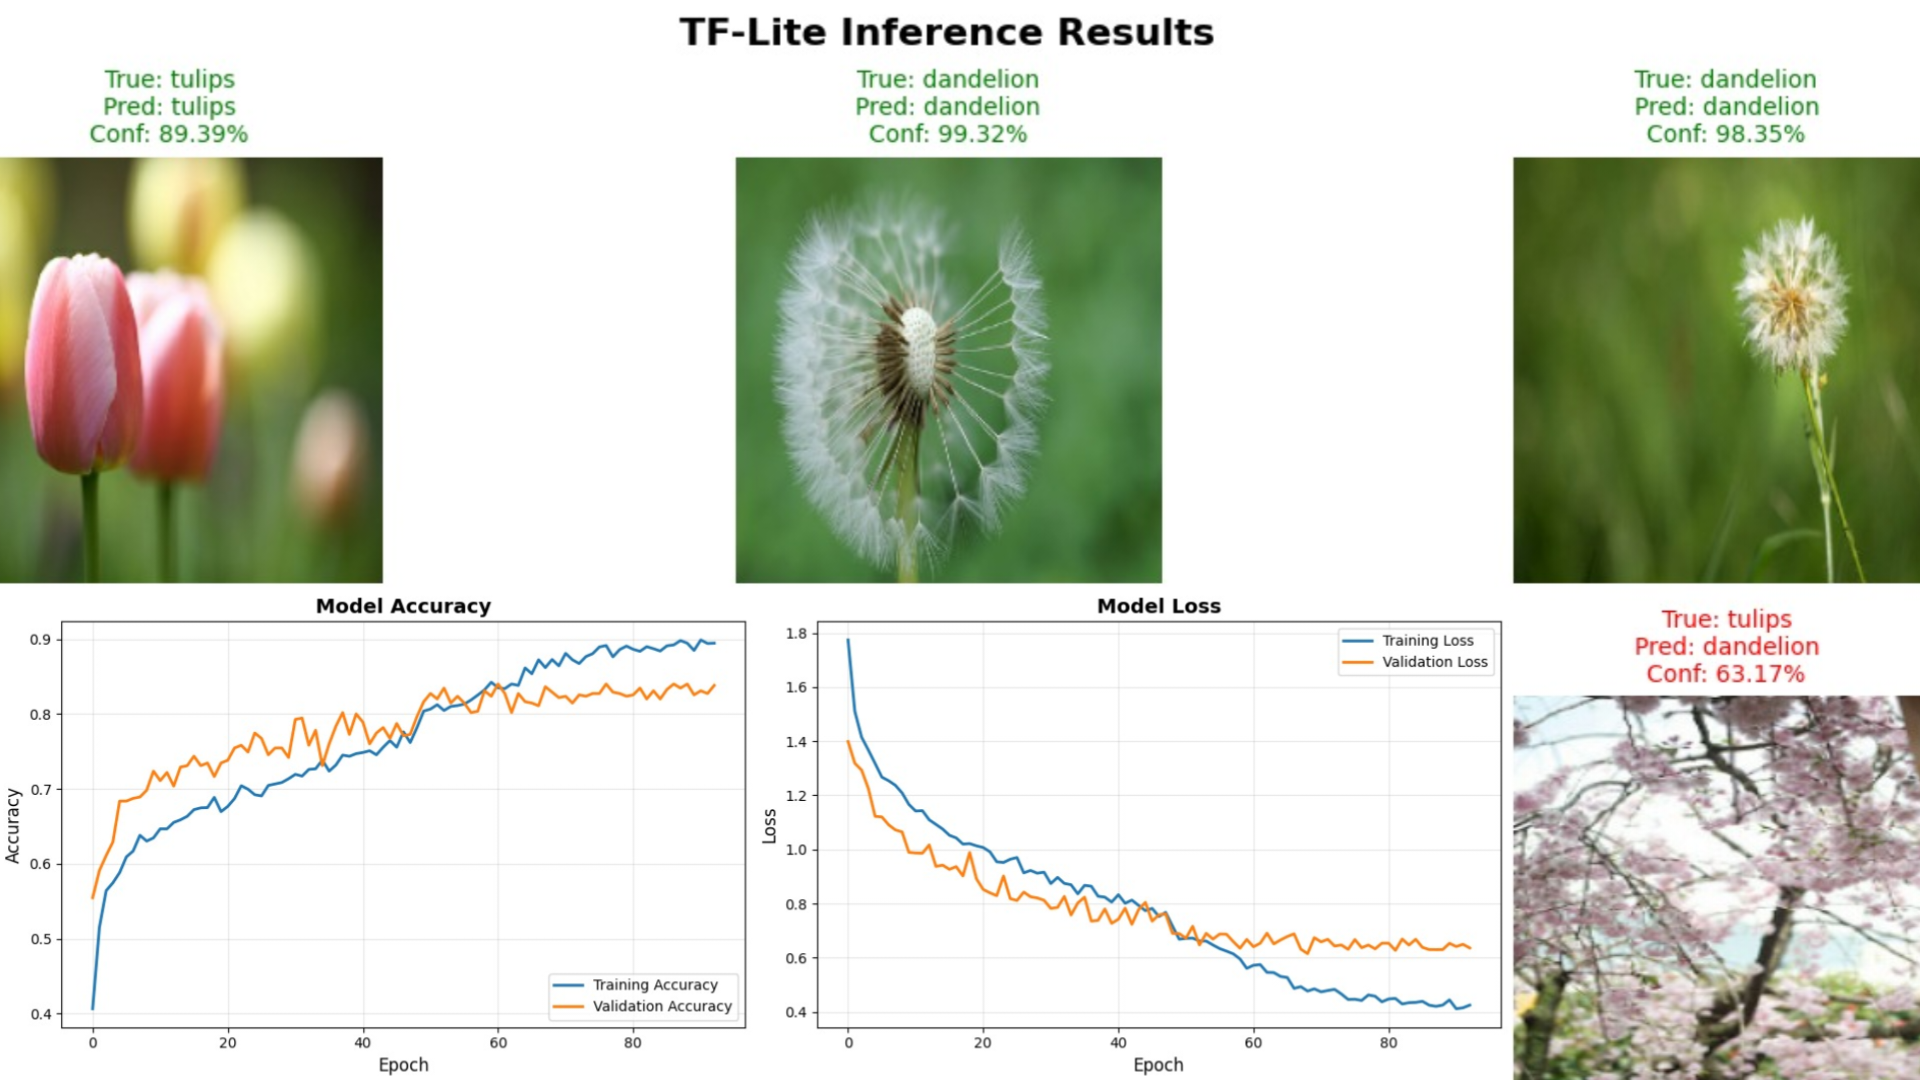 TF-Lite Inference Results
True: tulips
Pred: tulips
Conf: 89.39%
True: dandelion
Pred: dandelion
Conf: 99.32%
True: dandelion
Pred: dandelion
Conf: 98.35%
Model Accuracy
0.9
0.8
0.7
0.6
0.5
0.4
Accuracy
0
20
40
60
80
Epoch
Training Accuracy
Validation Accuracy
Model Loss
1.8
1.6
1.4
1.2
1.0
0.8
0.6
0.4
Loss
0
20
40
60
80
Epoch
Training Loss
Validation Loss
True: tulips
Pred: dandelion
Conf: 63.17%